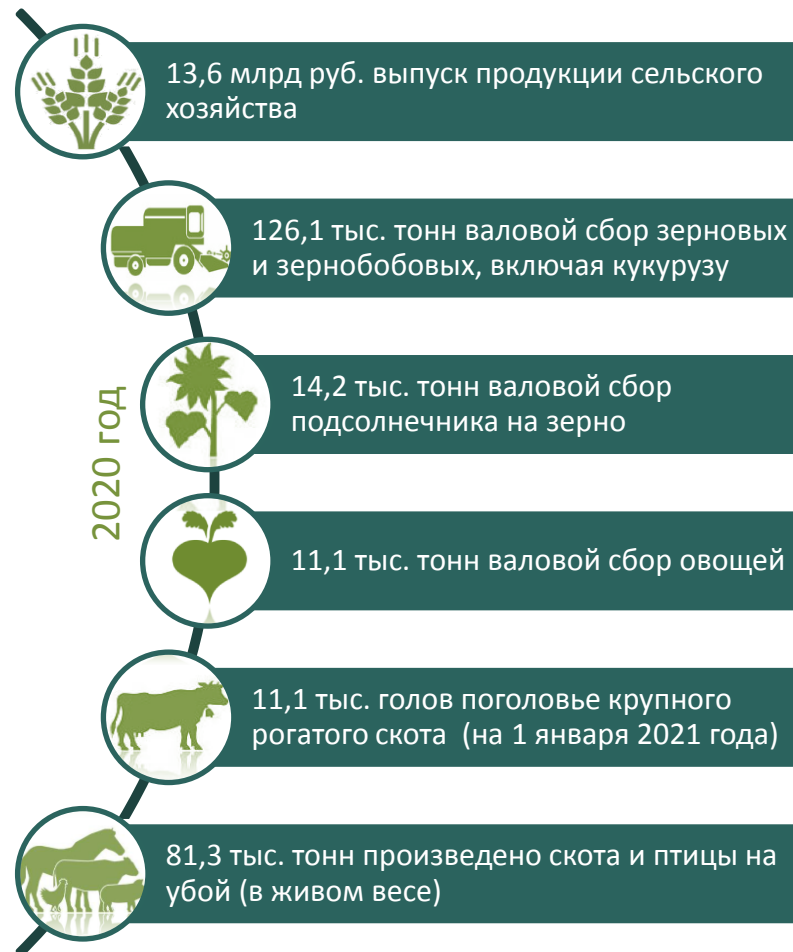 13,6 млрд руб. выпуск продукции сельского
хозяйства
126,1 тыс. тонн валовой сбор зерновых
и зернобобовых, включая кукурузу
14,2 тыс. тонн валовой сбор
подсолнечника на зерно
2020 год
11,1 тыс. тонн валовой сбор овощей
11,1 тыс. голов поголовье крупного
рогатого скота (на 1 января 2021 года)
81,3 тыс. тонн произведено скота и птицы на
убой (в живом весе)